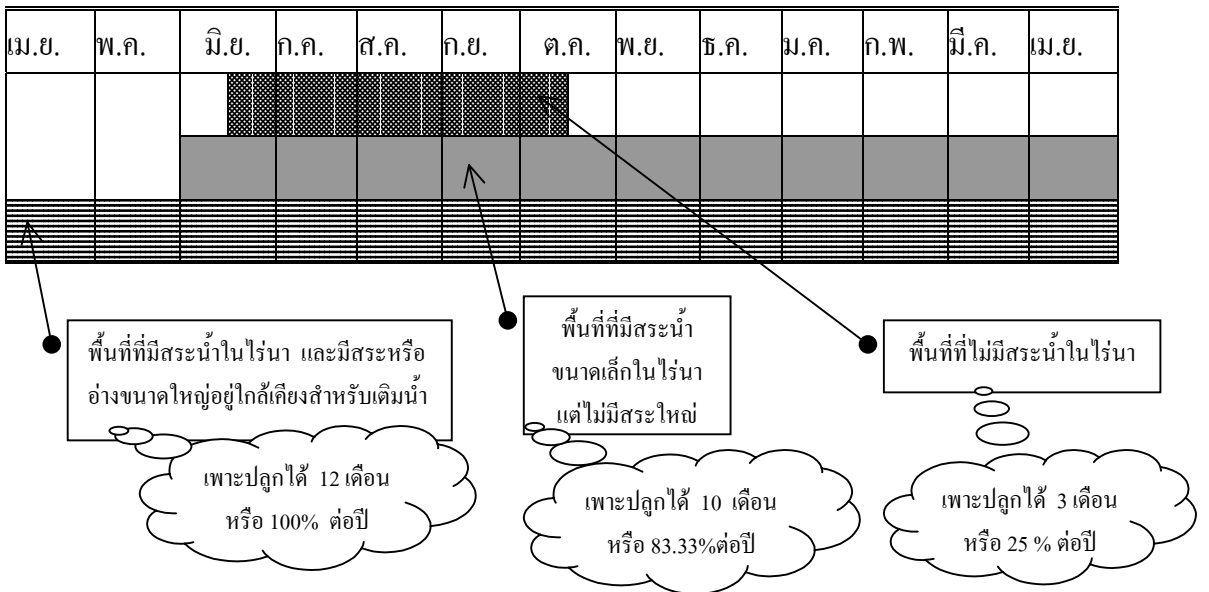 เม.ย. พ.ค. มิ.ย. ก.ค. ส.ค. ก.ย. ต.ค. พ.ย. ธ.ค. ม.ค. ก.พ. มี.ค. เม.ย.
พื้นที่ที่มีสระน้ำในไร่นา และมีสระหรือ
อ่างขนาดใหญ่อยู่ใกล้เคียงสำหรับเติมน้ำ
พื้นที่ที่มีสระน้ำ
ขนาดเล็กในไร่นา
แต่ไม่มีสระใหญ่
พื้นที่ที่ไม่มีสระน้ำในไร่นา
เพาะปลูกได้ 12 เดือน
หรือ 100% ต่อปี
เพาะปลูกได้ 10 เดือน
หรือ 83.33%ต่อปี
เพาะปลูกได้ 3 เดือน
หรือ 25 % ต่อปี